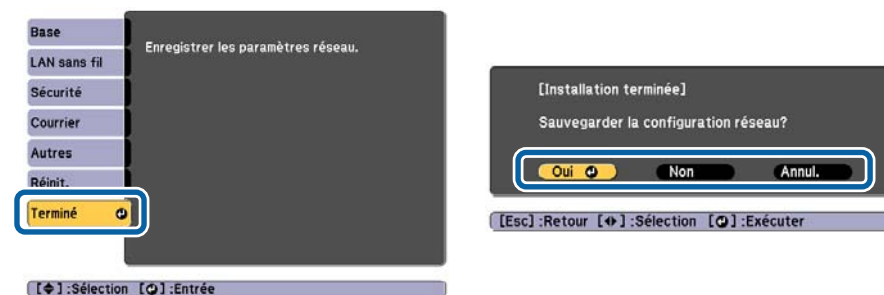 Base
LAN sans fil
Sécurité
Courrier
Autres
Réinit.
Terminé
Enregistrer les paramètres réseau.
[ ] :Sélection [ ] :Entrée
[Installation terminée]
Sauvegarder la configuration réseau?
Oui Non Annul.
[Esc] :Retour [ ] :Sélection [ ] :Exécuter